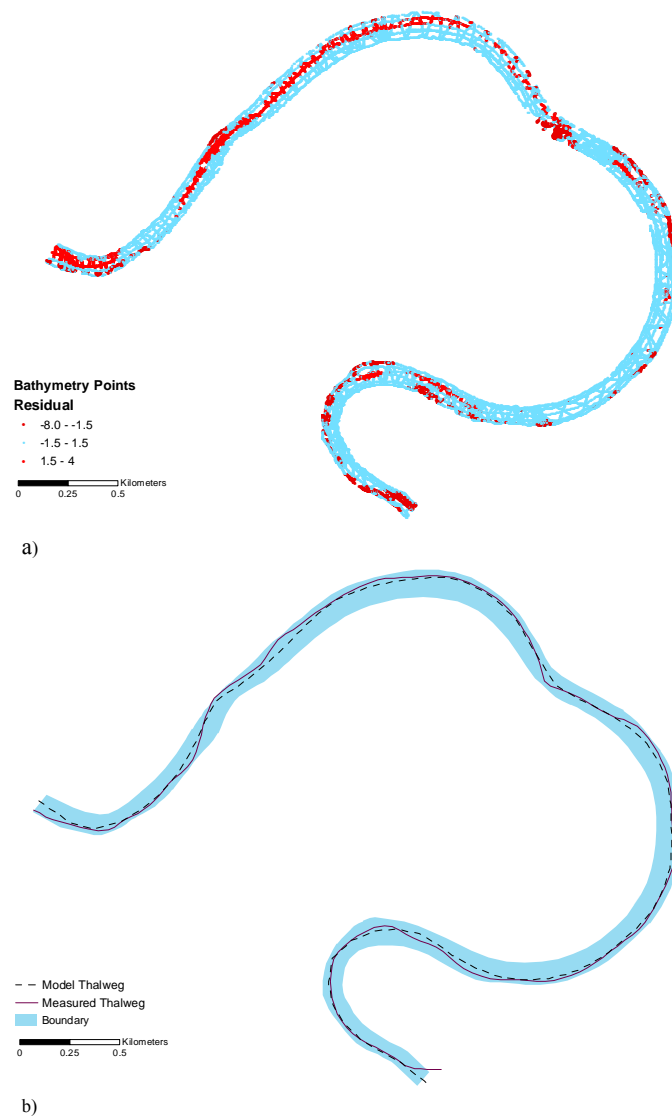 Bathymetry Points
Residual
-8.0 - -1.5
-1.5 - 1.5
1.5 - 4
Kilometers
0 0.25 0.5
a)
Model Thalweg
Measured Thalweg
Boundary
Kilometers
0 0.25 0.5
b)